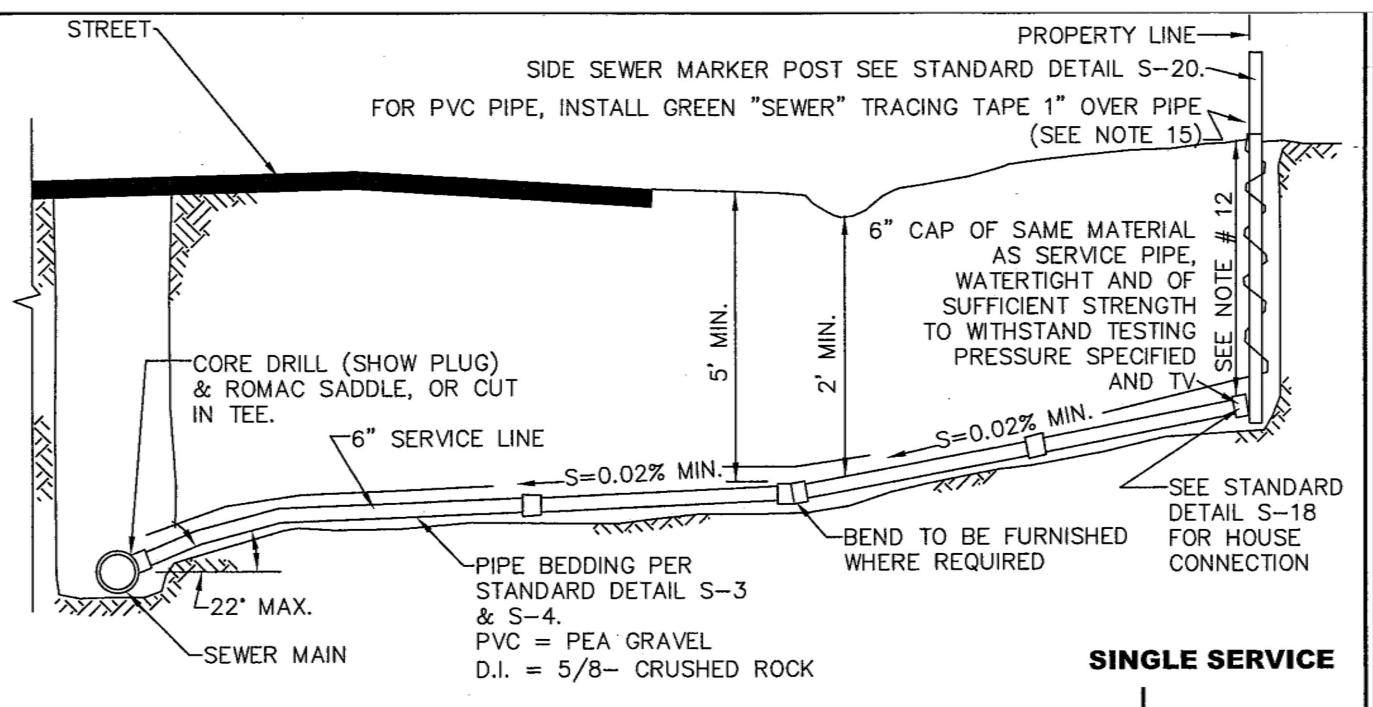 STREET
PROPERTY LINE
SIDE SEWER MARKER POST SEE STANDARD DETAIL S-20.
FOR PVC PIPE, INSTALL GREEN "SEWER" TRACING TAPE 1" OVER PIPE
(SEE NOTE 15)
6" CAP OF SAME MATERIAL
AS SERVICE PIPE,
WATERTIGHT AND OF
SUFFICIENT STRENGTH
TO WITHSTAND TESTING
PRESSURE SPECIFIED
AND TV
SEE NOTE # 12
5' MIN.
2' MIN.
CORE DRILL (SHOW PLUG)
& ROMAC SADDLE, OR CUT
IN TEE.
6" SERVICE LINE
S=0.02% MIN.
S=0.02% MIN.
SEE STANDARD
DETAIL S-18
FOR HOUSE
CONNECTION
BEND TO BE FURNISHED
WHERE REQUIRED
PIPE BEDDING PER
STANDARD DETAIL S-3
& S-4.
PVC = PEA GRAVEL
D.I. = 5/8- CRUSHED ROCK
22° MAX.
SEWER MAIN
SINGLE SERVICE